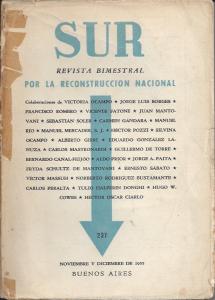 SUR
REVISTA BIMESTRAL
POR LA RECONSTRUCCION NACIONAL
Colaboraciones de VICTORIA OCAMPO • JORGE LUIS BORGES •
FRANCISCO ROMERO • VICENTE FATONE • JUAN MANTO-
VANI • SEBASTIAN SOLER • CARMEN GANDARA • MANUEL
RIO • MANUEL MERCADER, S. J. • HECTOR POZZI • SILVINA
OCAMPO • ALBERTO GIRRI • EDUARDO GONZALEZ LA-
NUZA • CARLOS MASTRONARDI • GUILLERMO DE TORRE •
BERNARDO CANAL-FEIJOO • ALDO PRIOR • JORGE A. PAITA •
FRYDA SCHULTZ DE MANTOVANI • ERNESTO SABATO •
VICTOR MASSUH • NORBERTO RODRIGUEZ BUSTAMANTE •
CARLOS PERALTA • TULIO HALPERIN DONGHI • HUGO W.
COWES • HECTOR OSCAR CIARLO
237
NOVIEMBRE Y DICIEMBRE DE 1955
BUENOS AIRES